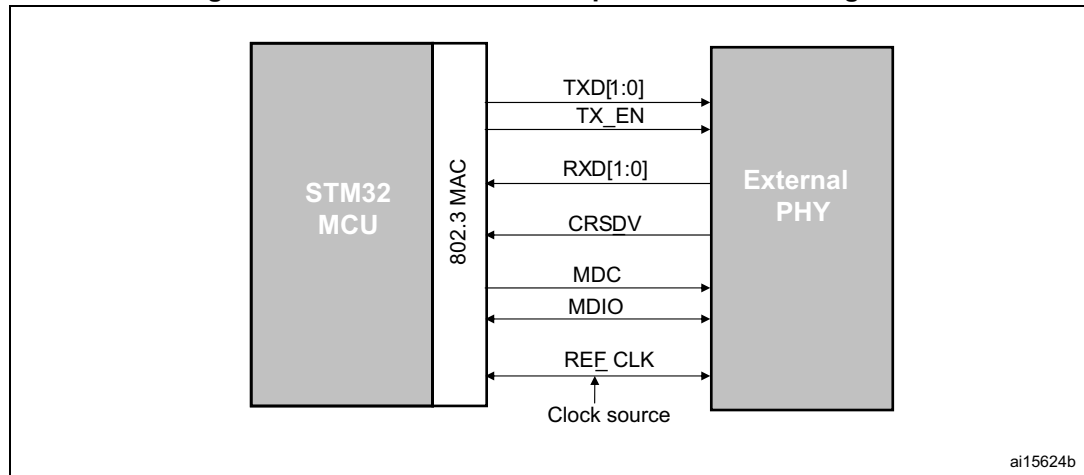 TXD[1:0]
TX_EN
RXD[1:0]
CRS_DV
MDC
MDIO
REF_CLK
Clock source
STM32
MCU
802.3 MAC
External
PHY
ai15624b